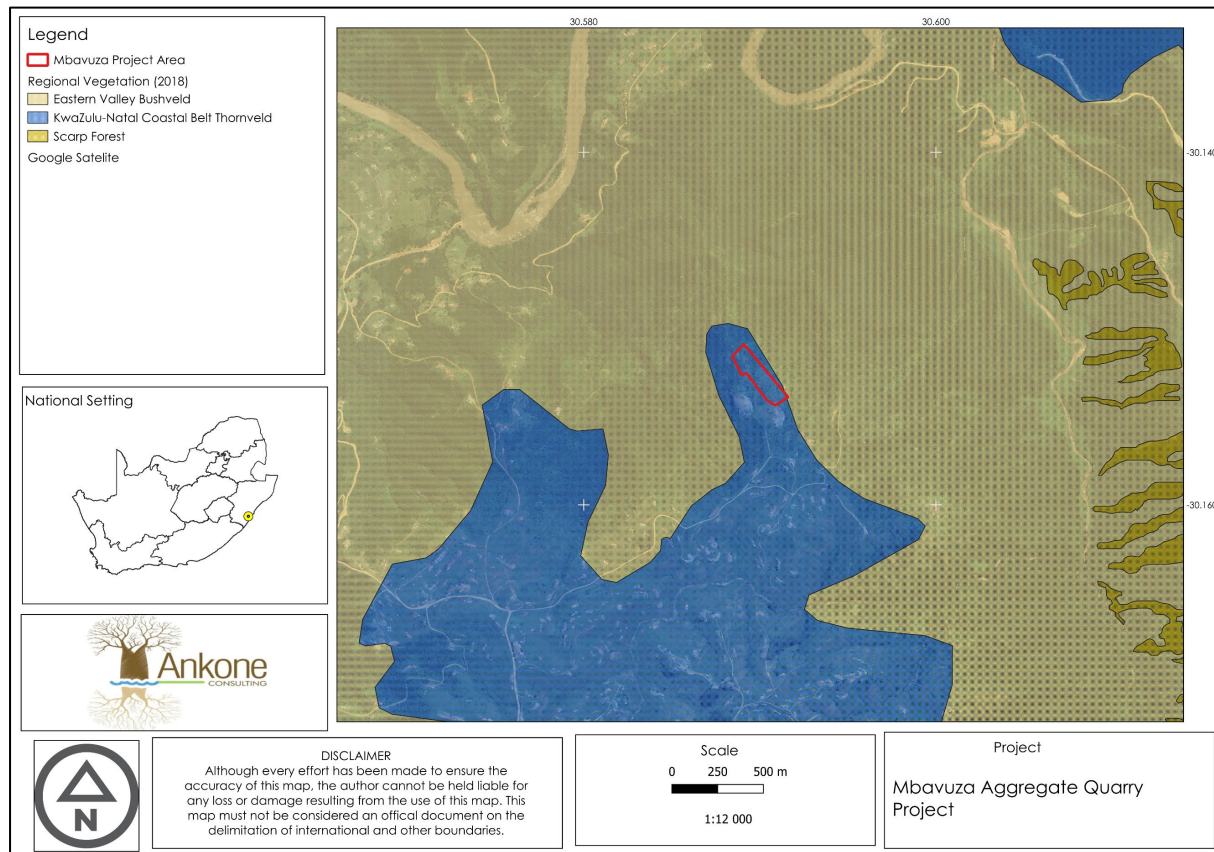 Legend
Mbavuza Project Area
Regional Vegetation (2018)
Eastern Valley Bushveld
KwaZulu-Natal Coastal Belt Thornveld
Scarp Forest
Google Satelite
30.580
30.600
-30.140
-30.160
National Setting
Ankone
CONSULTING
N
DISCLAIMER
Although every effort has been made to ensure the
accuracy of this map, the author cannot be held liable for
any loss or damage resulting from the use of this map. This
map must not be considered an offical document on the
delimitation of international and other boundaries.
Scale
0 250 500 m
1:12 000
Project
Mbavuza Aggregate Quarry
Project